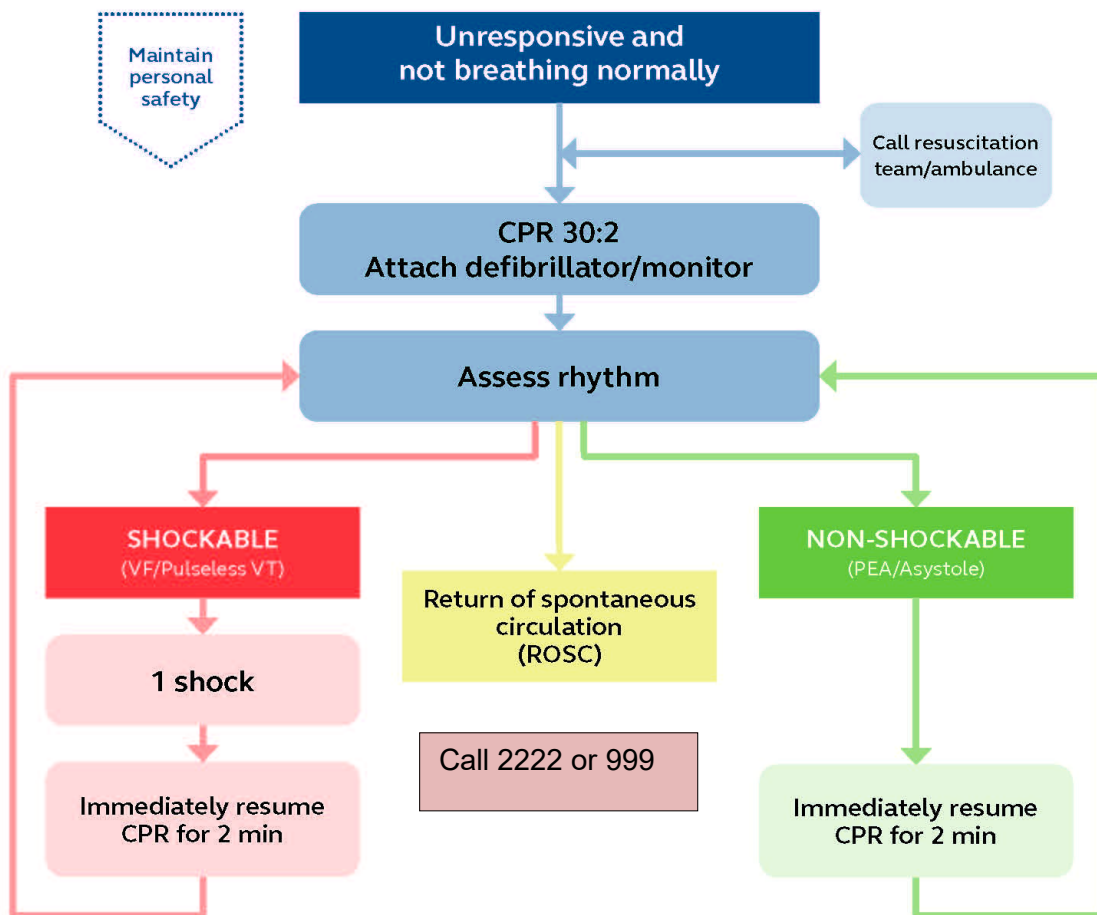 Maintain
personal
safety
Unresponsive and
not breathing normally
Call resuscitation
team/ambulance
CPR 30:2
Attach defibrillator/monitor
Assess rhythm
SHOCKABLE
(VF/Pulseless VT)
1 shock
Immediately resume
CPR for 2 min
Return of spontaneous
circulation
(ROSC)
Call 2222 or 999
NON-SHOCKABLE
(PEA/Asystole)
Immediately resume
CPR for 2 min